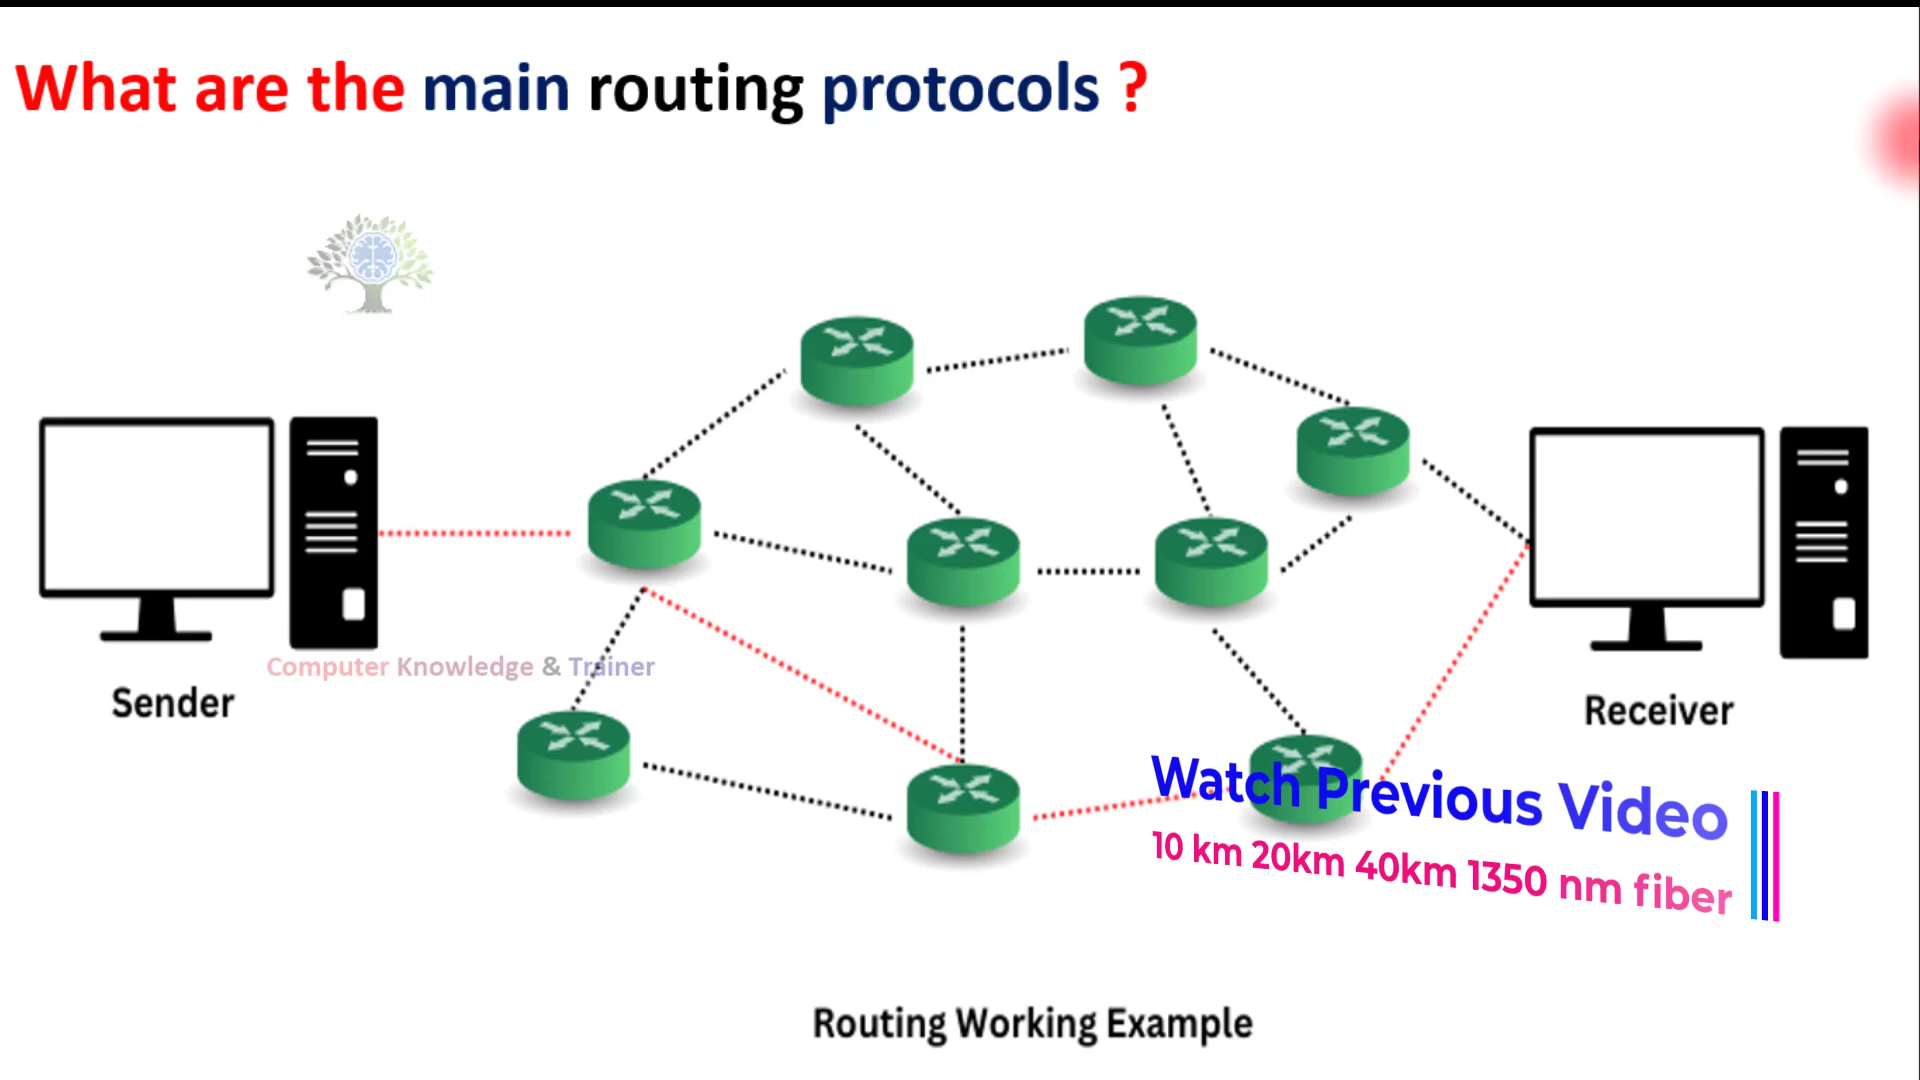 What are the main routing protocols ?
Computer Knowledge & Trainer
Sender
Receiver
Watch Previous Video
10 km 20km 40km 1350 nm fiber
Routing Working Example